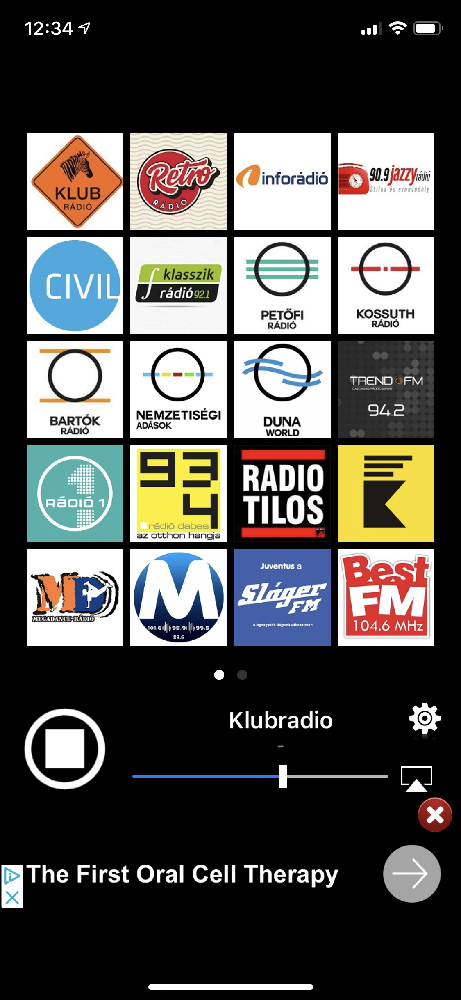 12:34
KLUB
RÁDIÓ
Retro
RÁDIÓ
inforádió
90.9 jazzy rádió
Stílus és szenvedély
CIVIL
klasszik
rádió 92.1
PETŐFI
RÁDIÓ
KOSSUTH
RÁDIÓ
BARTÓK
RÁDIÓ
NEMZETISÉGI
ADÁSOK
DUNA
WORLD
TREND FM
GAZDASÁGI RÁDIÓ CSOPORT
94.2
RÁDIÓ 1
93
4
rádió dabas
az otthon hangja
RADIO
TILOS
MD
MEGADANCE-RÁDIÓ
M
101.6 95.9 99.5
89.6
Juventus a
Sláger
FM
A legnagyobb slágerek változatosan
Best
FM
104.6 MHz
Klubradio
-
The First Oral Cell Therapy